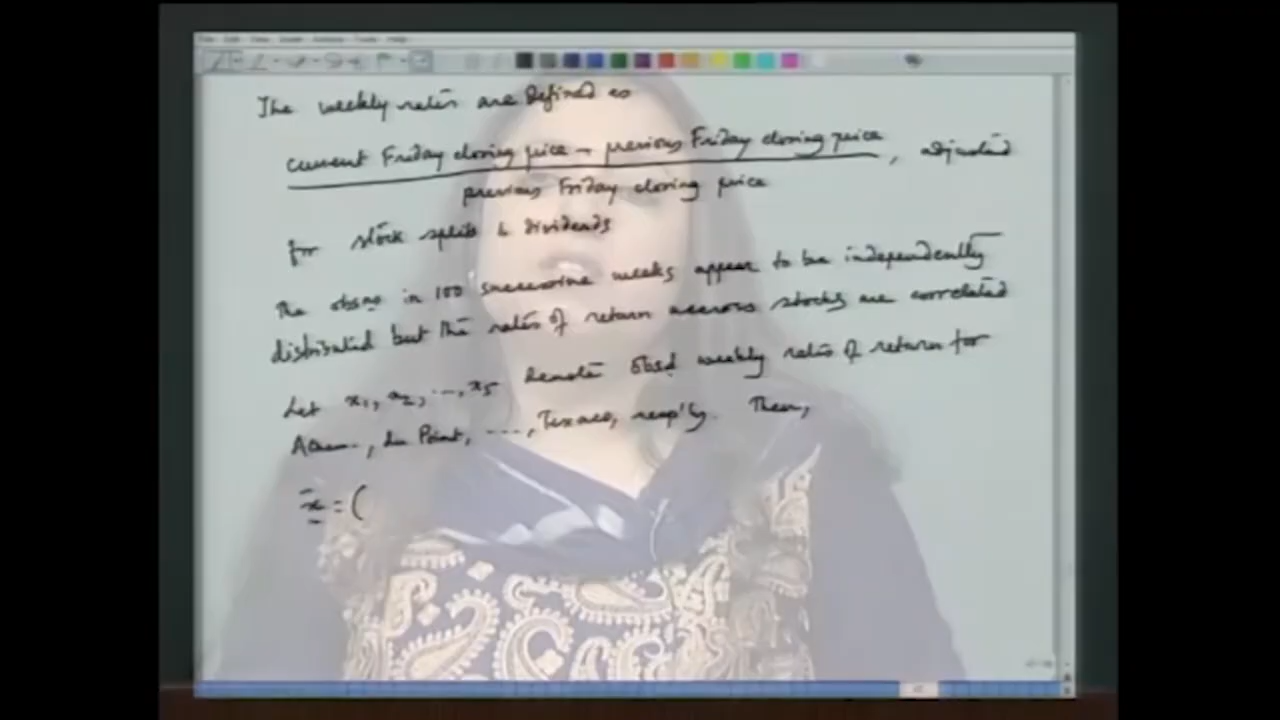 The weekly rates are defined as
current Friday closing price - previous Friday closing price, adjusted
previous Friday closing price
for stock splits & dividends
The obsns in 100 successive weeks appear to be independently
distributed but the rates of return across stocks are correlated
Let x1, x2, ..., x5 denote obsd weekly rates of return for
du Point, ..., Texaco, resp'ly. Then,
x̄ = (